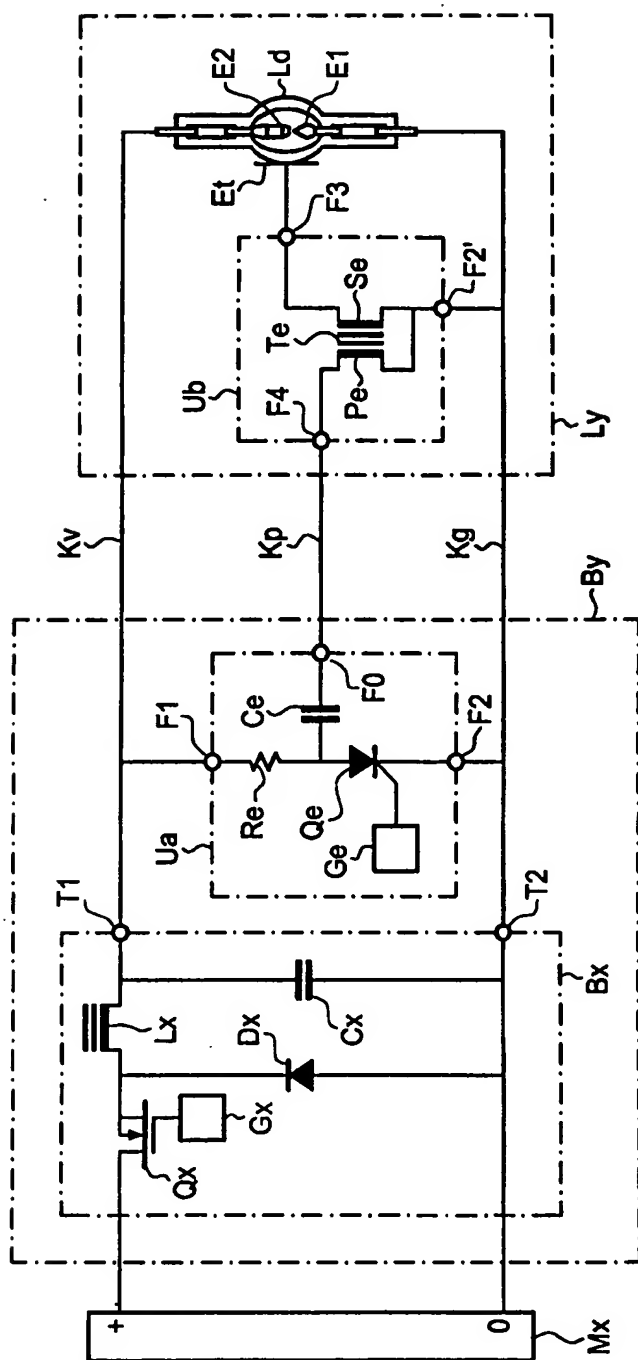 E2
Ld
E1
Et
F3
Se
Te
Pe
F2'
Ub
F4
Ly
Kv
Kp
Kg
By
F1
Ce
F0
F2
Re
Qe
Ua
Ge
T1
T2
Lx
Bx
Dx
Cx
Gx
Qx
+
0
Mx